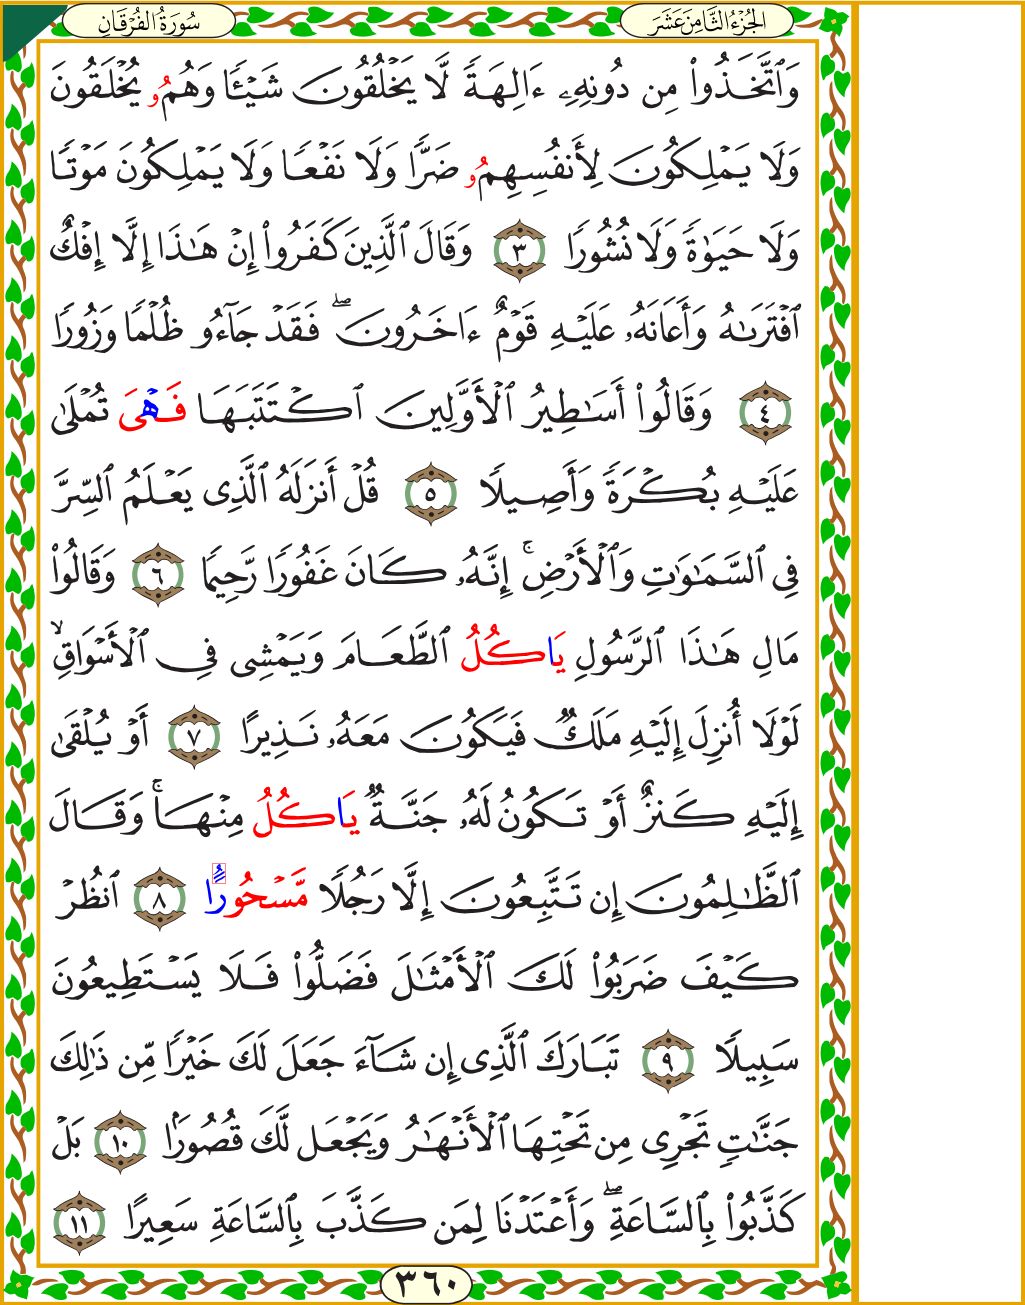 الجُزْءُ الثَّامِنَ عَشَرَ
سُورَةُ الفُرْقَانِ
وَٱتَّخَذُوا۟ مِن دُونِهِۦٓ ءَالِهَةً لَّا يَخْلُقُونَ شَيْـًٔا وَهُمُو يُخْلَقُونَ
وَلَا يَمْلِكُونَ لِأَنفُسِهِمُو ضَرًّا وَلَا نَفْعًا وَلَا يَمْلِكُونَ مَوْتًا
وَلَا حَيَوٰةً وَلَا نُشُورًا ٣ وَقَالَ ٱلَّذِينَ كَفَرُوا۟ إِنْ هَـٰذَا إِلَّا إِفْكٌ
ٱفْتَرَىٰهُ وَأَعَانَهُۥ عَلَيْهِ قَوْمٌ ءَاخَرُونَ ۖ فَقَدْ جَآءُو ظُلْمًا وَزُورًا
٤ وَقَالُوا۟ أَسَـٰطِيرُ ٱلْأَوَّلِينَ ٱكْتَتَبَهَا فَهْىَ تُمْلَىٰ
عَلَيْهِ بُكْرَةً وَأَصِيلًا ٥ قُلْ أَنزَلَهُ ٱلَّذِى يَعْلَمُ ٱلسِّرَّ
فِى ٱلسَّمَـٰوَٰتِ وَٱلْأَرْضِ ۚ إِنَّهُۥ كَانَ غَفُورًا رَّحِيمًا ٦ وَقَالُوا۟
مَالِ هَـٰذَا ٱلرَّسُولِ يَاكُلُ ٱلطَّعَامَ وَيَمْشِى فِى ٱلْأَسْوَاقِ ۙ
لَوْلَا أُنزِلَ إِلَيْهِ مَلَكٌ فَيَكُونَ مَعَهُۥ نَذِيرًا ٧ أَوْ يُلْقَىٰ
إِلَيْهِ كَنزٌ أَوْ تَكُونُ لَهُۥ جَنَّةٌ يَاكُلُ مِنْهَا ۚ وَقَالَ
ٱلظَّـٰلِمُونَ إِن تَتَّبِعُونَ إِلَّا رَجُلًا مَّسْحُورًا ٨ ٱنظُرْ
كَيْفَ ضَرَبُوا۟ لَكَ ٱلْأَمْثَـٰلَ فَضَلُّوا۟ فَلَا يَسْتَطِيعُونَ
سَبِيلًا ٩ تَبَارَكَ ٱلَّذِى إِن شَآءَ جَعَلَ لَكَ خَيْرًا مِّن ذَٰلِكَ
جَنَّـٰتٍ تَجْرِى مِن تَحْتِهَا ٱلْأَنْهَـٰرُ وَيَجْعَل لَّكَ قُصُورًا ١٠ بَلْ
كَذَّبُوا۟ بِٱلسَّاعَةِ ۖ وَأَعْتَدْنَا لِمَن كَذَّبَ بِٱلسَّاعَةِ سَعِيرًا ١١
٣٦٠